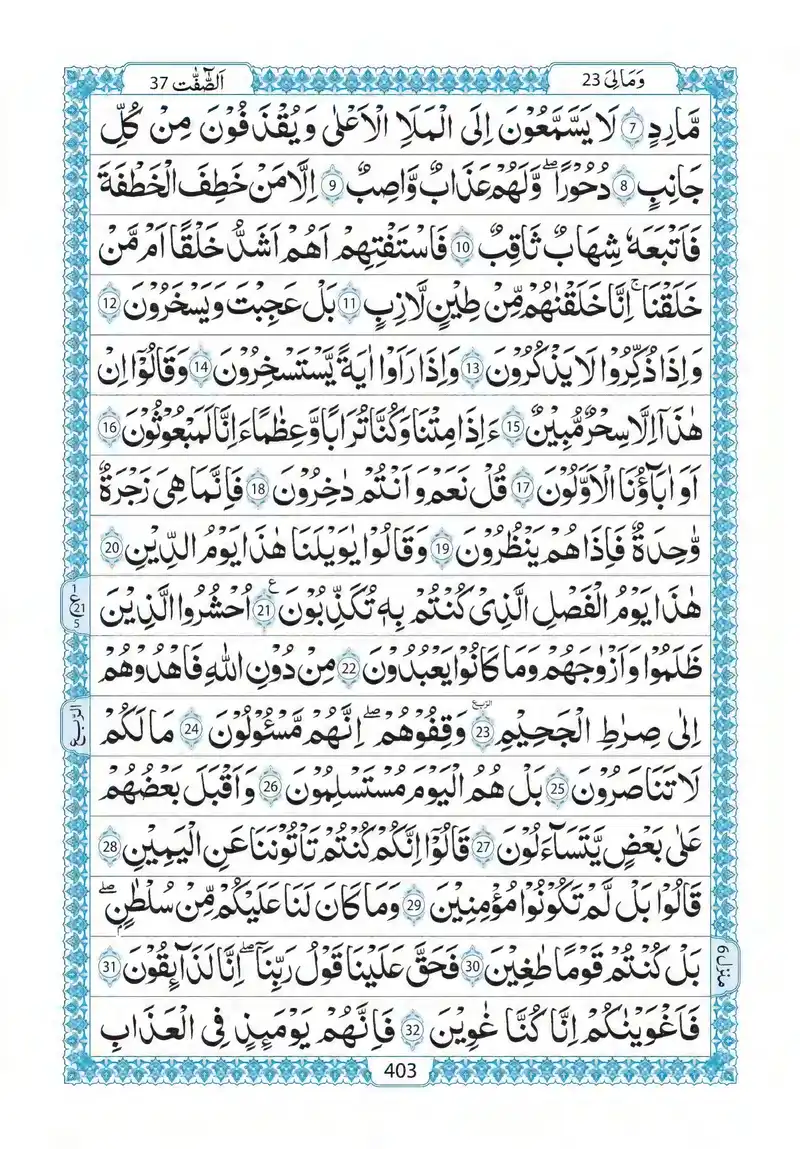 وَمَالِیَ 23
اَلصّٰٓفّٰت 37
مَّارِدٍ 7 لَا یَسَّمَّعُوْنَ اِلَی الْمَلَاِ الْاَعْلٰی وَیُقْذَفُوْنَ مِنْ كُلِّ
جَانِبٍ 8 دُحُوْرًا ۖ وَّلَهُمْ عَذَابٌ وَّاصِبٌ 9 اِلَّا مَنْ خَطِفَ الْخَطْفَةَ
فَاَتْبَعَهٗ شِهَابٌ ثَاقِبٌ 10 فَاسْتَفْتِهِمْ اَهُمْ اَشَدُّ خَلْقًا اَمْ مَّنْ
خَلَقْنَا ۚ اِنَّا خَلَقْنٰهُمْ مِّنْ طِیْنٍ لَّازِبٍ 11 بَلْ عَجِبْتَ وَیَسْخَرُوْنَ 12
وَاِذَا ذُكِّرُوْا لَا یَذْكُرُوْنَ 13 وَاِذَا رَاَوْا اٰیَةً یَّسْتَسْخِرُوْنَ 14 وَقَالُوْۤا اِنْ
هٰذَاۤ اِلَّا سِحْرٌ مُّبِیْنٌ 15 ءَاِذَا مِتْنَا وَكُنَّا تُرَابًا وَّعِظَامًا ءَاِنَّا لَمَبْعُوْثُوْنَ 16
اَوَ اٰبَآؤُنَا الْاَوَّلُوْنَ 17 قُلْ نَعَمْ وَاَنْتُمْ دٰخِرُوْنَ 18 فَاِنَّمَا هِیَ زَجْرَةٌ
وَّاحِدَةٌ فَاِذَا هُمْ یَنْظُرُوْنَ 19 وَقَالُوْا یٰوَیْلَنَا هٰذَا یَوْمُ الدِّیْنِ 20
هٰذَا یَوْمُ الْفَصْلِ الَّذِیْ كُنْتُمْ بِهٖ تُكَذِّبُوْنَ 21 ع اُحْشُرُوا الَّذِیْنَ
1 ع 21 5
ظَلَمُوْا وَاَزْوَاجَهُمْ وَمَا كَانُوْا یَعْبُدُوْنَ 22 مِنْ دُوْنِ اللّٰهِ فَاهْدُوْهُمْ
اِلٰی صِرَاطِ الْجَحِیْمِ 23 وَقِفُوْهُمْ ۖ اِنَّهُمْ مَّسْئُوْلُوْنَ 24 مَا لَكُمْ
الربع
لَا تَنَاصَرُوْنَ 25 بَلْ هُمُ الْیَوْمَ مُسْتَسْلِمُوْنَ 26 وَاَقْبَلَ بَعْضُهُمْ
عَلٰی بَعْضٍ یَّتَسَآءَلُوْنَ 27 قَالُوْۤا اِنَّكُمْ كُنْتُمْ تَاْتُوْنَنَا عَنِ الْیَمِیْنِ 28
قَالُوْا بَلْ لَّمْ تَكُوْنُوْا مُؤْمِنِیْنَ 29 وَمَا كَانَ لَنَا عَلَیْكُمْ مِّنْ سُلْطٰنٍ ۖ
بَلْ كُنْتُمْ قَوْمًا طٰغِیْنَ 30 فَحَقَّ عَلَیْنَا قَوْلُ رَبِّنَاۤ ۖ اِنَّا لَذَآئِقُوْنَ 31
منزل 6
فَاَغْوَیْنٰكُمْ اِنَّا كُنَّا غٰوِیْنَ 32 فَاِنَّهُمْ یَوْمَئِذٍ فِی الْعَذَابِ
403